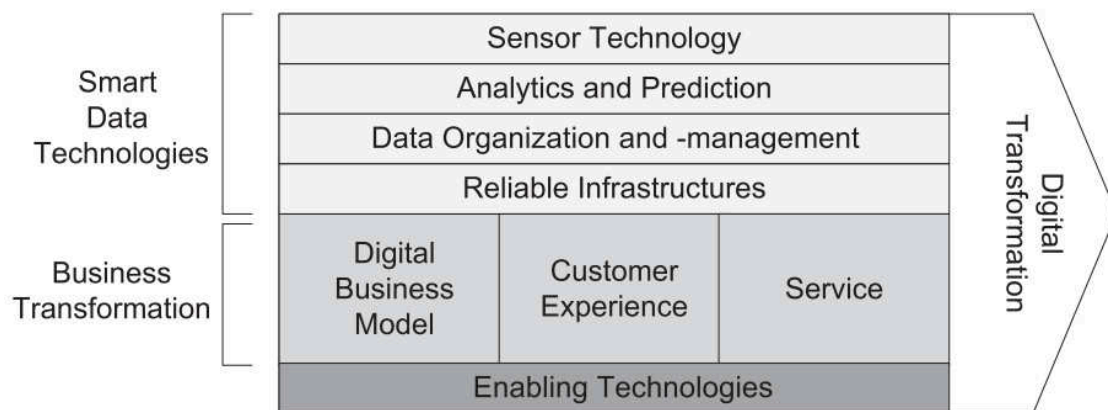 Smart
Data
Technologies
Sensor Technology
Analytics and Prediction
Data Organization and -management
Reliable Infrastructures
Business
Transformation
Digital
Business
Model
Customer
Experience
Service
Enabling Technologies
Digital
Transformation